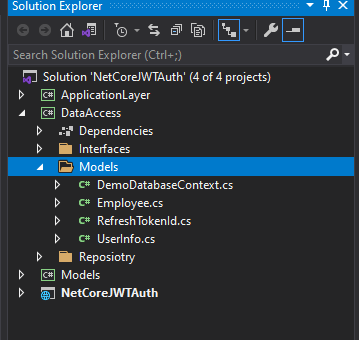 Solution Explorer
Search Solution Explorer (Ctrl+;)
Solution 'NetCoreJWTAuth' (4 of 4 projects)
ApplicationLayer
DataAccess
Dependencies
Interfaces
Models
C# DemoDatabaseContext.cs
C# Employee.cs
C# RefreshTokenId.cs
C# UserInfo.cs
Reposiotry
Models
NetCoreJWTAuth